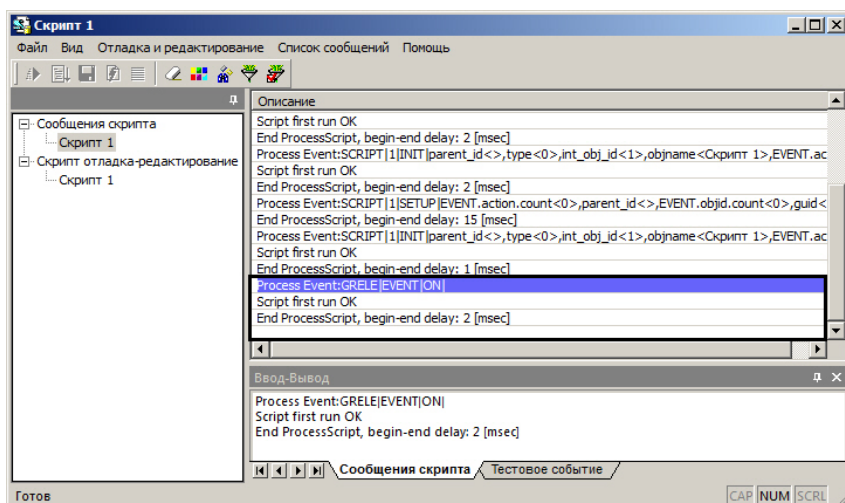 Скрипт 1
Файл Вид Отладка и редактирование Список сообщений Помощь
Описание
Сообщения скрипта
Скрипт 1
Скрипт отладка-редактирование
Скрипт 1
Script first run OK
End ProcessScript, begin-end delay: 2 [msec]
Process Event:SCRIPT|1|INIT|parent_id<>,type<0>,int_obj_id<1>,objname<Скрипт 1>,EVENT.ac
Script first run OK
End ProcessScript, begin-end delay: 2 [msec]
Process Event:SCRIPT|1|SETUP|EVENT.action.count<0>,parent_id<>,EVENT.objid.count<0>,guid<
End ProcessScript, begin-end delay: 15 [msec]
Process Event:SCRIPT|1|INIT|parent_id<>,type<0>,int_obj_id<1>,objname<Скрипт 1>,EVENT.ac
Script first run OK
End ProcessScript, begin-end delay: 1 [msec]
Process Event:GRELE|EVENT|ON|
Script first run OK
End ProcessScript, begin-end delay: 2 [msec]
Ввод-Вывод
Process Event:GRELE|EVENT|ON|
Script first run OK
End ProcessScript, begin-end delay: 2 [msec]
Сообщения скрипта Тестовое событие
Готов CAP NUM SCRL